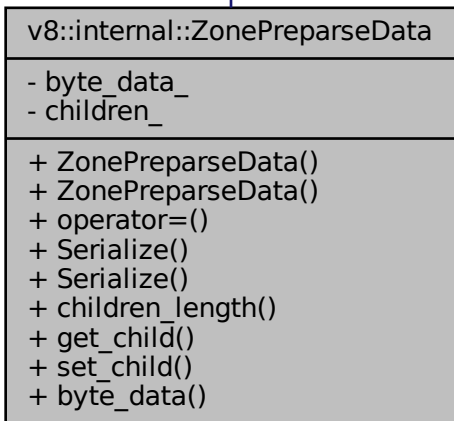 v8::internal::ZonePreparseData
- byte_data_
- children_
+ ZonePreparseData()
+ ZonePreparseData()
+ operator=()
+ Serialize()
+ Serialize()
+ children_length()
+ get_child()
+ set_child()
+ byte_data()